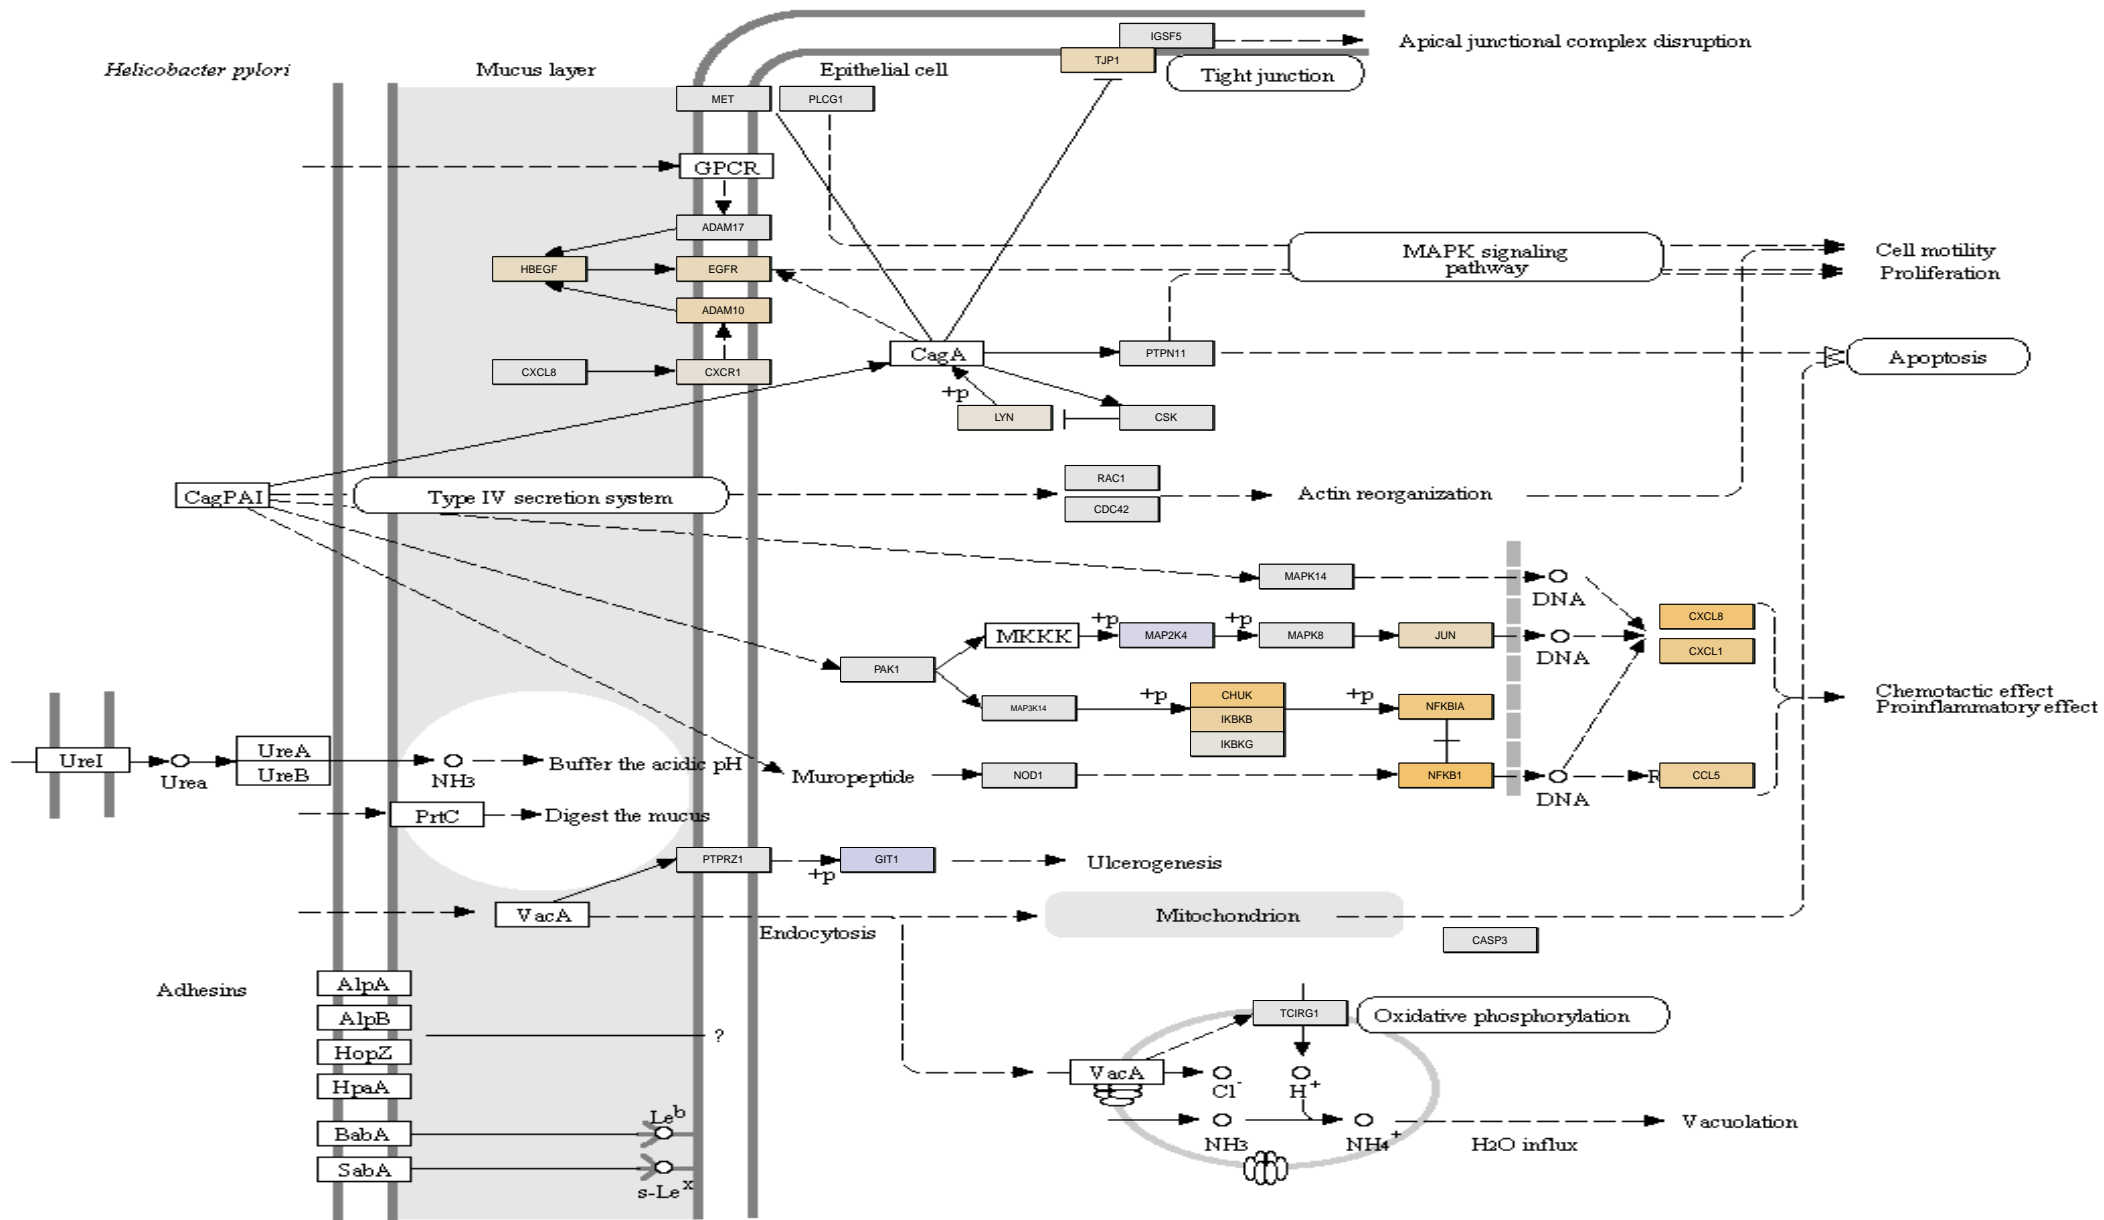 IGSF5
Apical junctional complex disruption
Helicobacter pylori
Mucus layer
Epithelial cell
TJP1
Tight junction
MET
PLCG1
GPCR
ADAM17
HBEGF
EGFR
MAPK signaling
pathway
Cell motility
Proliferation
ADAM10
CXCL8
CXCR1
CagA
PTPN11
Apoptosis
+p
LYN
CSK
CagPAI
Type IV secretion system
RAC1
CDC42
Actin reorganization
MAPK14
DNA
CXCL8
+p
+p
MKKK
MAP2K4
MAPK8
JUN
DNA
CXCL1
PAK1
MAP3K14
+p
CHUK
IKBKB
IKBKG
+p
NFKBIA
Chemotactic effect
Proinflammatory effect
UreI
Urea
UreA
UreB
NH3
Buffer the acidic pH
Muropeptide
NOD1
NFKB1
DNA
R
CCL5
PrtC
Digest the mucus
PTPRZ1
+p
GIT1
Ulcerogenesis
VacA
Endocytosis
Mitochondrion
CASP3
Adhesins
AlpA
AlpB
HopZ
HpaA
BabA
SabA
?
Le b
s-Le x
TCIRG1
Oxidative phosphorylation
VacA
Cl-
H+
NH3
NH4+
H2O influx
Vacuolation